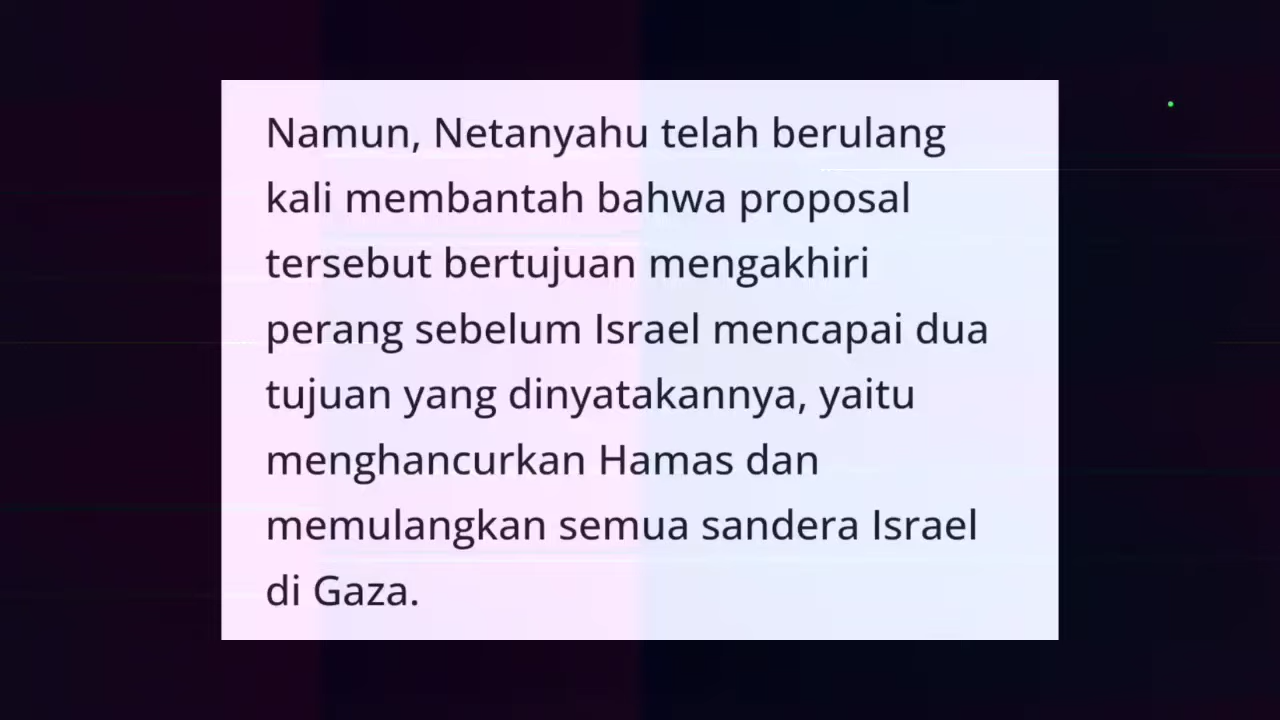 Namun, Netanyahu telah berulang
kali membantah bahwa proposal
tersebut bertujuan mengakhiri
perang sebelum Israel mencapai dua
tujuan yang dinyatakannya, yaitu
menghancurkan Hamas dan
memulangkan semua sandera Israel
di Gaza.